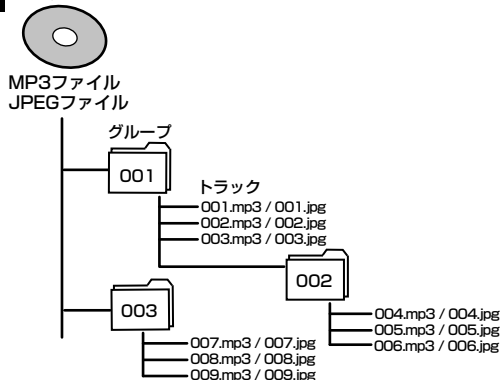 MP3ファイル
JPEGファイル
グループ
001
トラック
001.mp3 / 001.jpg
002.mp3 / 002.jpg
003.mp3 / 003.jpg
002
004.mp3 / 004.jpg
005.mp3 / 005.jpg
006.mp3 / 006.jpg
003
007.mp3 / 007.jpg
008.mp3 / 008.jpg
009.mp3 / 009.jpg